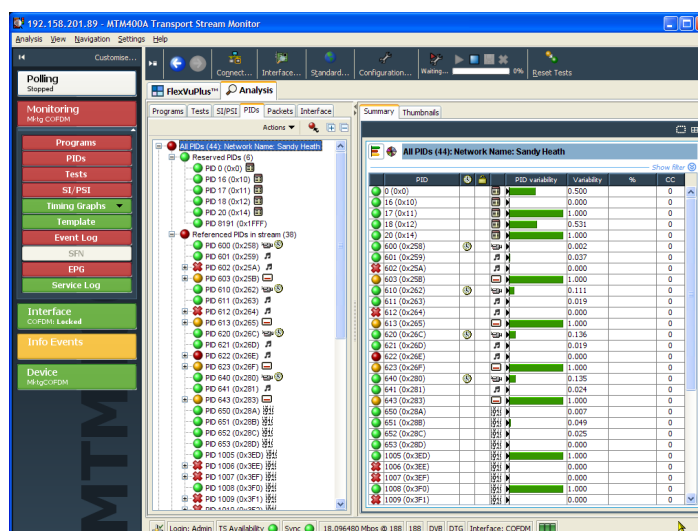 192.158.201.89 - MTM400A Transport Stream Monitor
Analysis View Navigation Settings Help
Customise...
Connect... Interface... Standard... Configuration... Waiting... 0% Reset Tests
Polling
Stopped
Monitoring
Mktg COFDM
Programs
PIDs
Tests
SI/PSI
Timing Graphs
Template
Event Log
SFN
EPG
Service Log
Interface
COFDM: Locked
Info Events
Device
MktgCOFDM
MTM
FlexVuPlus™ Analysis
Programs Tests SI/PSI PIDs Packets Interface
Actions
All PIDs (44): Network Name: Sandy Heath
Reserved PIDs (6)
PID 0 (0x0)
PID 16 (0x10)
PID 17 (0x11)
PID 18 (0x12)
PID 20 (0x14)
PID 8191 (0x1FFF)
Referenced PIDs in stream (38)
PID 600 (0x258)
PID 601 (0x259)
PID 602 (0x25A)
PID 603 (0x25B)
PID 610 (0x262)
PID 611 (0x263)
PID 612 (0x264)
PID 613 (0x265)
PID 620 (0x26C)
PID 621 (0x26D)
PID 622 (0x26E)
PID 623 (0x26F)
PID 640 (0x280)
PID 641 (0x281)
PID 643 (0x283)
PID 650 (0x28A)
PID 651 (0x28B)
PID 652 (0x28C)
PID 653 (0x28D)
PID 1005 (0x3ED)
PID 1006 (0x3EE)
PID 1007 (0x3EF)
PID 1008 (0x3F0)
PID 1009 (0x3F1)
Summary Thumbnails
All PIDs (44): Network Name: Sandy Heath
Show filter
PID PID variability Variability % CC
0 (0x0) 0.500 0
16 (0x10) 0.000 0
17 (0x11) 1.000 0
18 (0x12) 0.531 0
20 (0x14) 1.000 0
600 (0x258) 0.002 0
601 (0x259) 0.037 0
602 (0x25A) 0.000 0
603 (0x25B) 1.000 0
610 (0x262) 0.111 0
611 (0x263) 0.019 0
612 (0x264) 0.000 0
613 (0x265) 1.000 0
620 (0x26C) 0.136 0
621 (0x26D) 0.019 0
622 (0x26E) 0.000 0
623 (0x26F) 1.000 0
640 (0x280) 0.135 0
641 (0x281) 0.024 0
643 (0x283) 1.000 0
650 (0x28A) 0.007 0
651 (0x28B) 0.049 0
652 (0x28C) 0.025 0
653 (0x28D) 0.000 0
1005 (0x3ED) 1.000 0
1006 (0x3EE) 0.000 0
1007 (0x3EF) 0.000 0
1008 (0x3F0) 1.000 0
1009 (0x3F1) 0.000 0
Login: Admin TS Availability Sync 18.096480 Mbps @ 188 188 DVB DTG Interface: COFDM